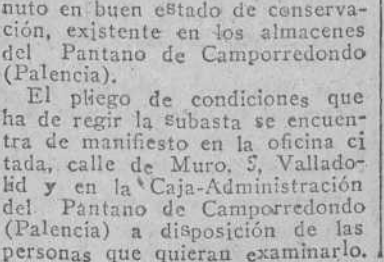 nuto en buen estado de conserva-
ción, existente en los almacenes
del Pantano de Camporredondo
(Palencia).
El pliego de condiciones que
ha de regir la subasta se encuen-
tra de manifiesto en la oficina ci
tada, calle de Muro, 5, Vallado-
lid y en la Caja-Administración
del Pantano de Camporredondo
(Palencia) a disposición de las
personas que quieran examinarlo.